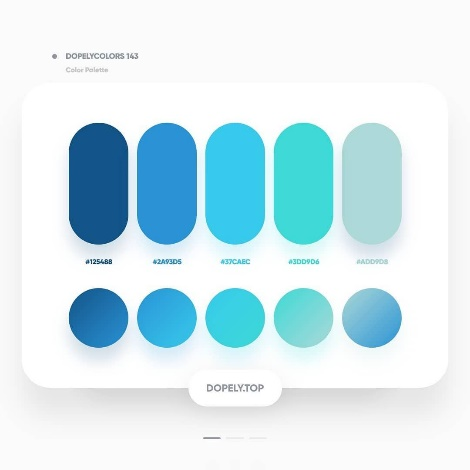 DOPELYCOLORS 143
Color Palette
#125488
#2A93D5
#37CAEC
#3DD9D6
#ADD9D8
DOPELY.TOP